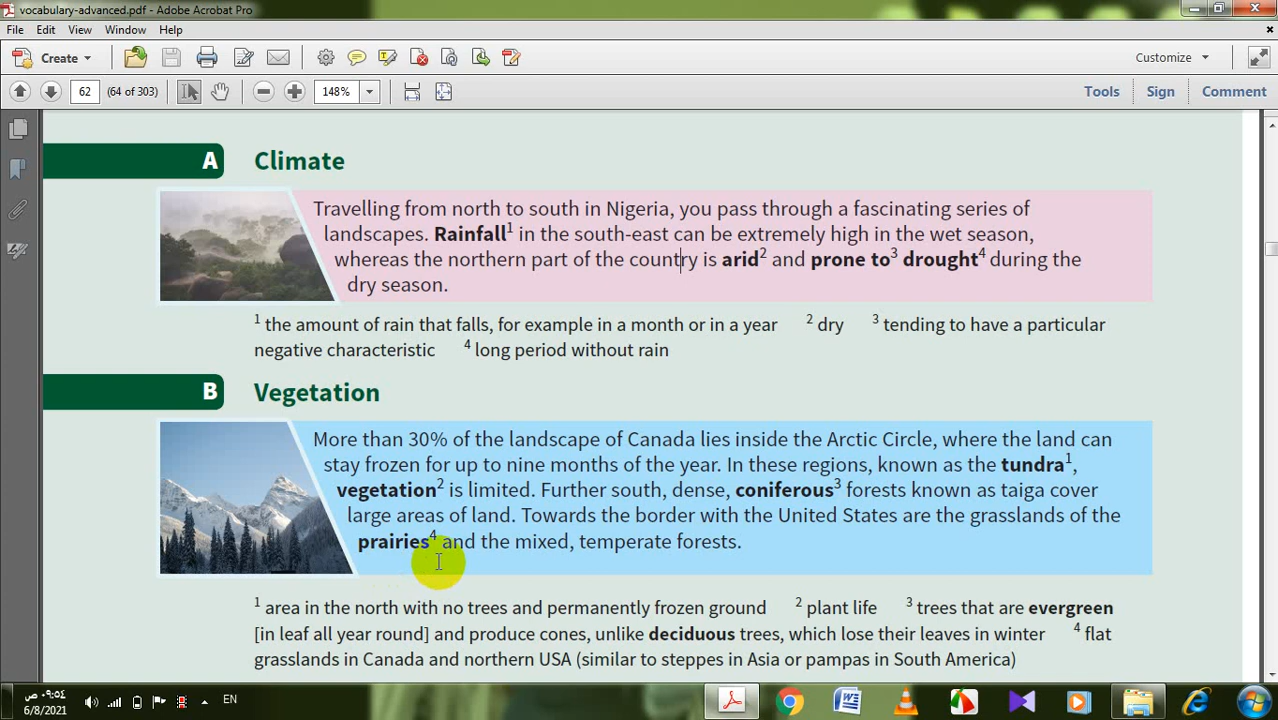 vocabulary-advanced.pdf - Adobe Acrobat Pro
File Edit View Window Help
Create Customize
62 (64 of 303) 148% Tools Sign Comment
A Climate
Travelling from north to south in Nigeria, you pass through a fascinating series of
landscapes. Rainfall1 in the south-east can be extremely high in the wet season,
whereas the northern part of the country is arid2 and prone to3 drought4 during the
dry season.
1 the amount of rain that falls, for example in a month or in a year 2 dry 3 tending to have a particular
negative characteristic 4 long period without rain
B Vegetation
More than 30% of the landscape of Canada lies inside the Arctic Circle, where the land can
stay frozen for up to nine months of the year. In these regions, known as the tundra1,
vegetation2 is limited. Further south, dense, coniferous3 forests known as taiga cover
large areas of land. Towards the border with the United States are the grasslands of the
prairies4 and the mixed, temperate forests.
1 area in the north with no trees and permanently frozen ground 2 plant life 3 trees that are evergreen
[in leaf all year round] and produce cones, unlike deciduous trees, which lose their leaves in winter 4 flat
grasslands in Canada and northern USA (similar to steppes in Asia or pampas in South America)
٠٩:٥٤ ص
6/8/2021
EN